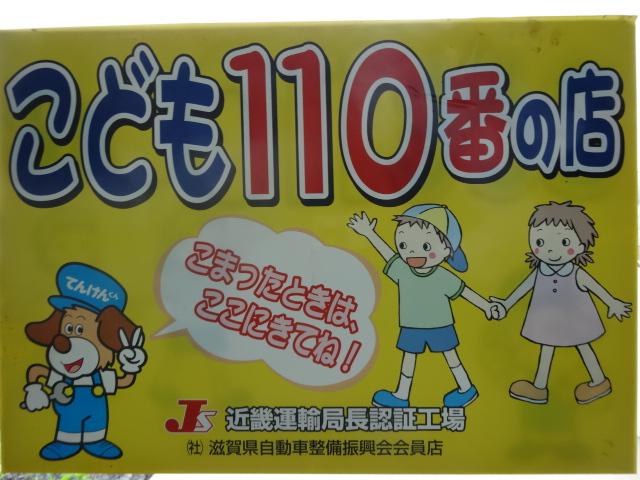 こども110番の店
てんけんくん
こまったときは、
ここにきてね！
JS 近畿運輸局長認証工場
㈳ 滋賀県自動車整備振興会会員店